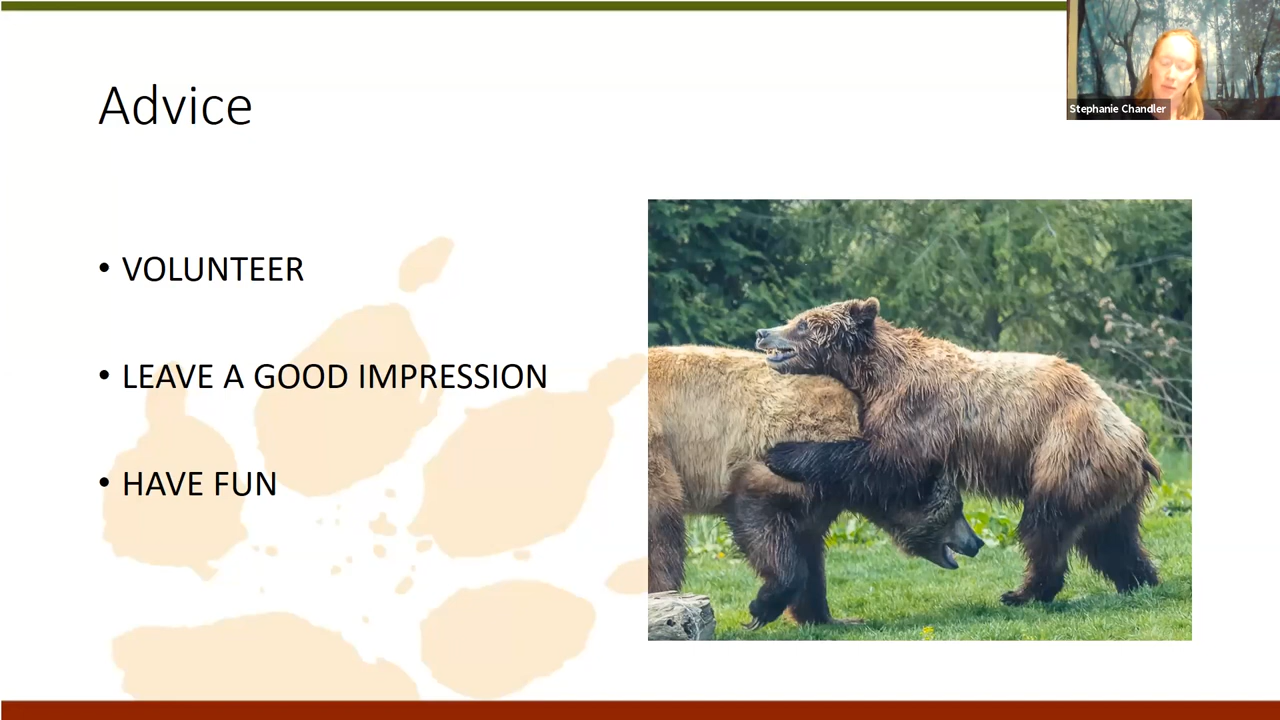 Stephanie Chandler
Advice
• VOLUNTEER
• LEAVE A GOOD IMPRESSION
• HAVE FUN